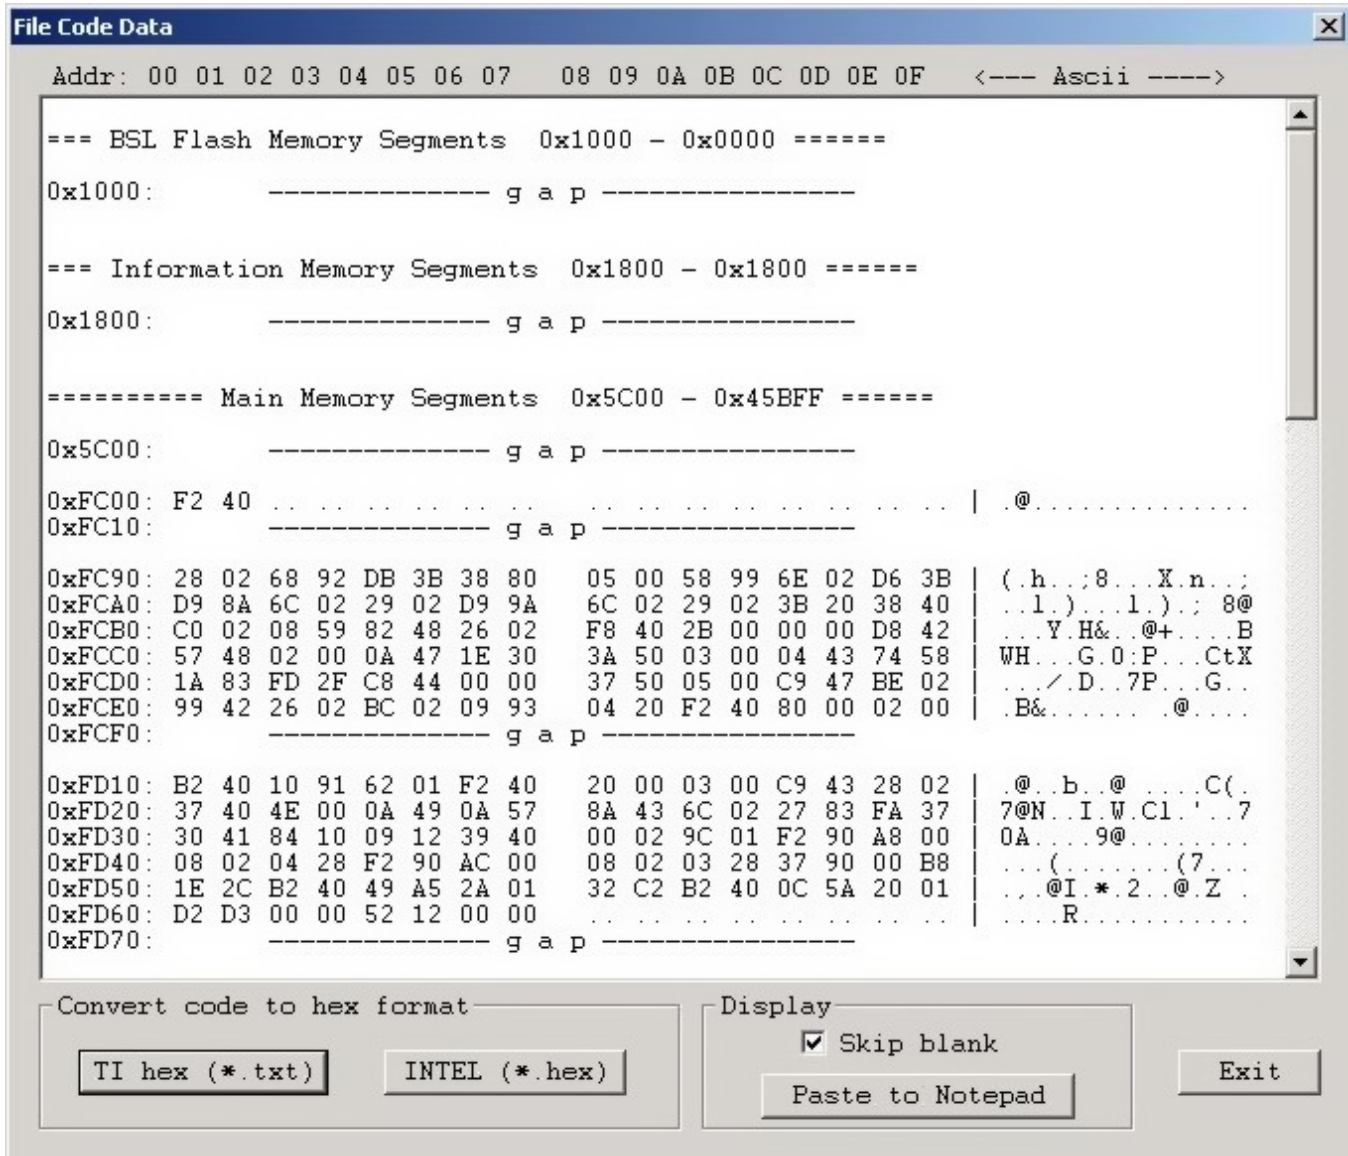 File Code Data
Addr: 00 01 02 03 04 05 06 07 08 09 0A 0B 0C 0D 0E 0F <--- Ascii ---->
=== BSL Flash Memory Segments 0x1000 - 0x0000 ======
0x1000: -------------- g a p ----------------
=== Information Memory Segments 0x1800 - 0x1800 ======
0x1800: -------------- g a p ----------------
========== Main Memory Segments 0x5C00 - 0x45BFF ======
0x5C00: -------------- g a p ----------------
0xFC00: F2 40 .. .. .. .. .. .. .. .. .. .. .. .. .. .. | .@..............
0xFC10: -------------- g a p ----------------
0xFC90: 28 02 68 92 DB 3B 38 80 05 00 58 99 6E 02 D6 3B | (.h..;8...X.n..;
0xFCA0: D9 8A 6C 02 29 02 D9 9A 6C 02 29 02 3B 20 38 40 | ..l.)...l.).; 8@
0xFCB0: C0 02 08 59 82 48 26 02 F8 40 2B 00 00 00 D8 42 | ...Y.H&..@+....B
0xFCC0: 57 48 02 00 0A 47 1E 30 3A 50 03 00 04 43 74 58 | WH...G.0:P...CtX
0xFCD0: 1A 83 FD 2F C8 44 00 00 37 50 05 00 C9 47 BE 02 | .../.D..7P...G..
0xFCE0: 99 42 26 02 BC 02 09 93 04 20 F2 40 80 00 02 00 | .B&...... .@....
0xFCF0: -------------- g a p ----------------
0xFD10: B2 40 10 91 62 01 F2 40 20 00 03 00 C9 43 28 02 | .@..b..@ ....C(.
0xFD20: 37 40 4E 00 0A 49 0A 57 8A 43 6C 02 27 83 FA 37 | 7@N..I.W.Cl.'..7
0xFD30: 30 41 84 10 09 12 39 40 00 02 9C 01 F2 90 A8 00 | 0A....9@........
0xFD40: 08 02 04 28 F2 90 AC 00 08 02 03 28 37 90 00 B8 | ...(.......(7...
0xFD50: 1E 2C B2 40 49 A5 2A 01 32 C2 B2 40 0C 5A 20 01 | .,.@I.*.2..@.Z .
0xFD60: D2 D3 00 00 52 12 00 00 .. .. .. .. .. .. .. .. | ....R...........
0xFD70: -------------- g a p ----------------
Convert code to hex format
Display
Skip blank
TI hex (*.txt)
INTEL (*.hex)
Exit
Paste to Notepad